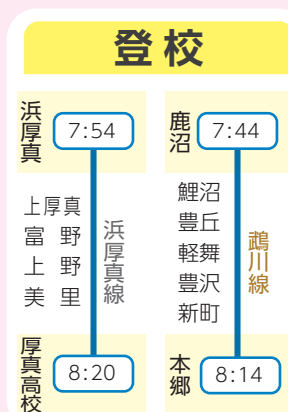 登校
浜厚真
7:54
上厚真
富野
上野
美里
浜厚真線
厚真高校
8:20
鹿沼
7:44
鯉沼
豊丘
軽舞
豊沢
新町
鵡川線
本郷
8:14